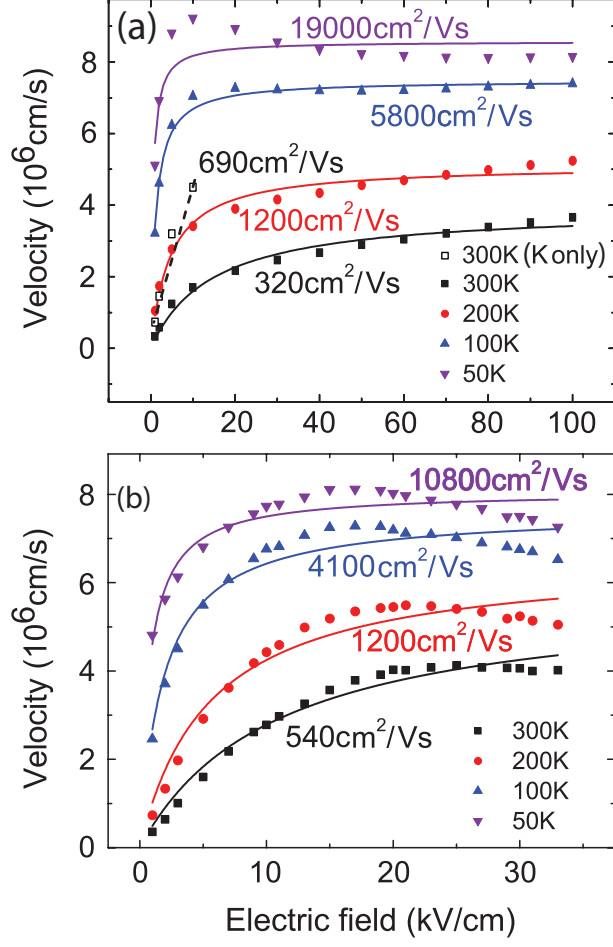 (a)
19000cm²/Vs
8
5800cm²/Vs
6
690cm²/Vs
4
1200cm²/Vs
2
320cm²/Vs
0
Velocity (10⁶cm/s)
300K (K only)
300K
200K
100K
50K
0 20 40 60 80 100
(b)
10800cm²/Vs
8
4100cm²/Vs
6
1200cm²/Vs
4
540cm²/Vs
2
0
Velocity (10⁶cm/s)
300K
200K
100K
50K
0 10 20 30
Electric field (kV/cm)